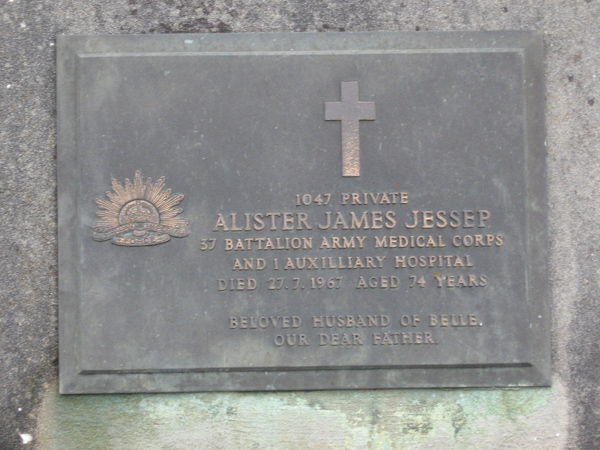 1047 PRIVATE
ALISTER JAMES JESSEP
37 BATTALION ARMY MEDICAL CORPS
AND 1 AUXILLIARY HOSPITAL
DIED 27.7.1967 AGED 74 YEARS
BELOVED HUSBAND OF BELLE.
OUR DEAR FATHER.